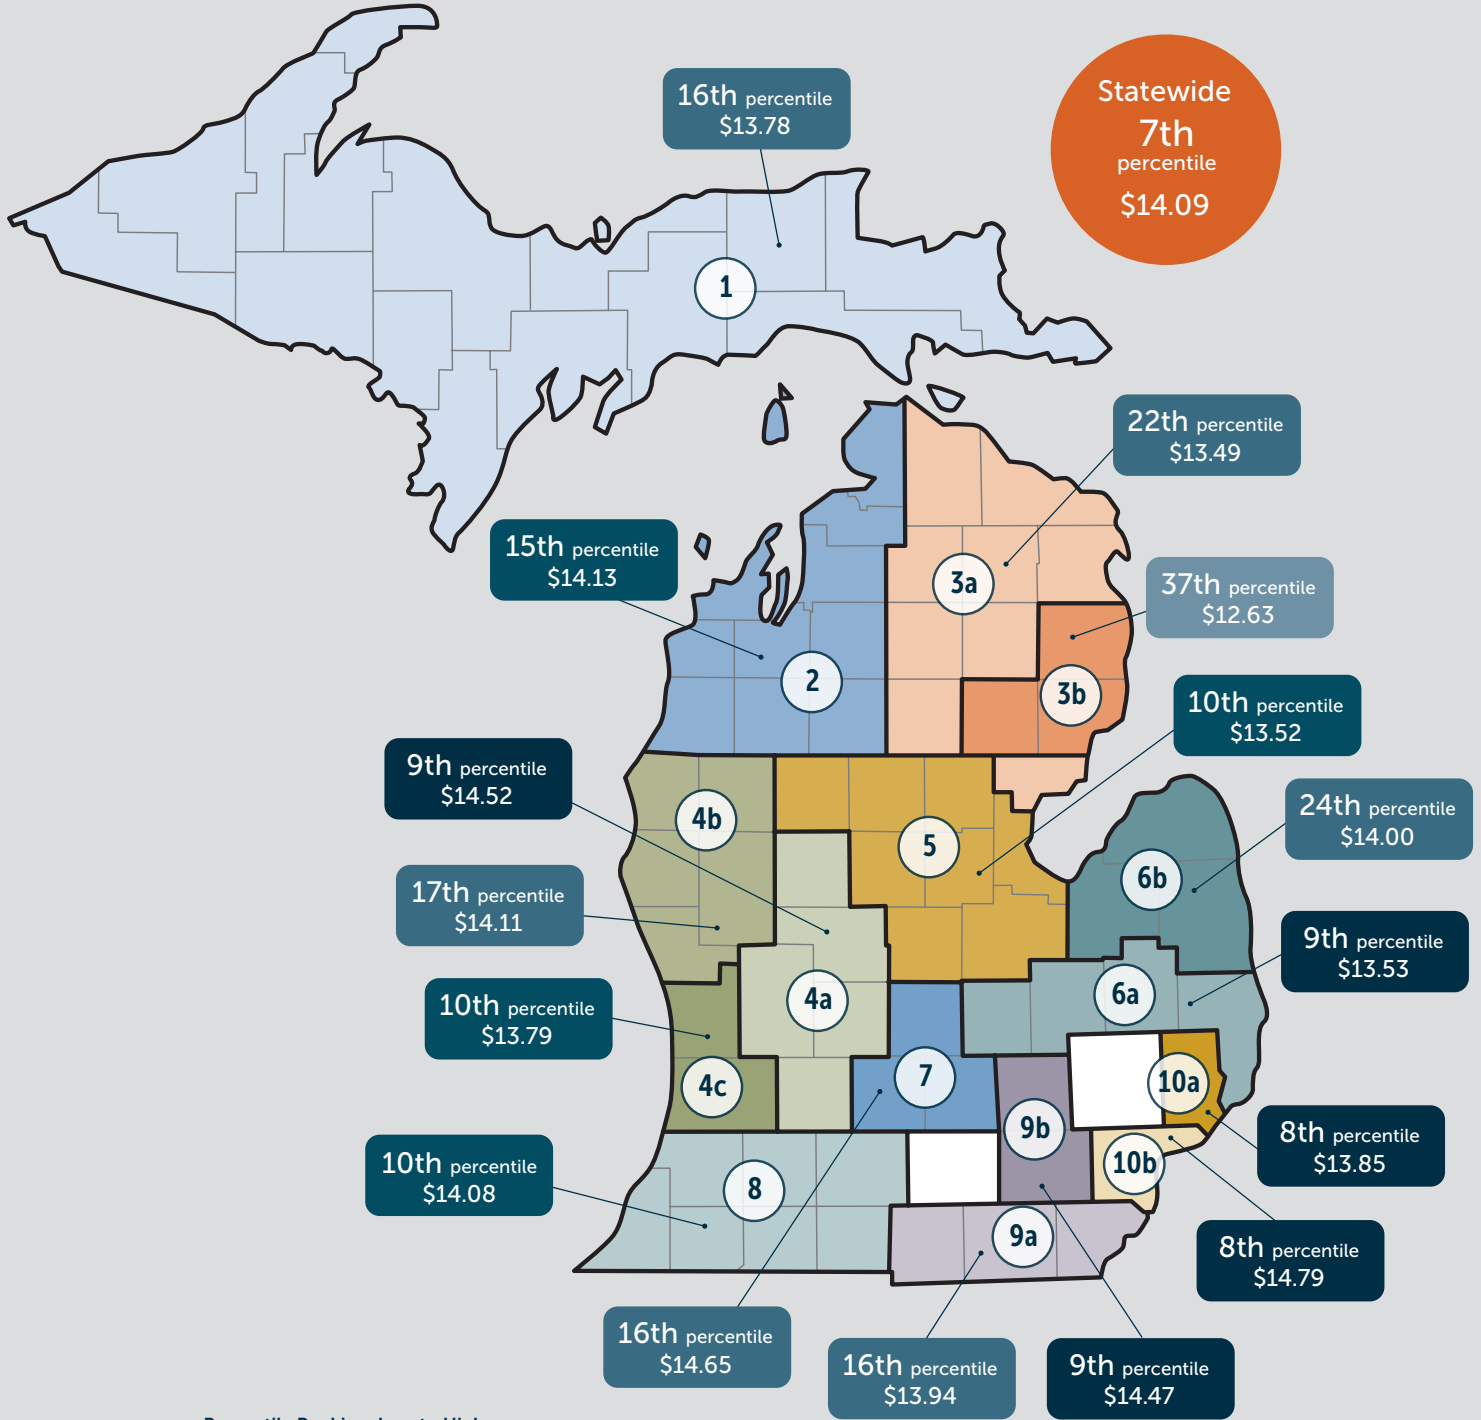 Statewide
7th
percentile
$14.09
16th percentile
$13.78
1
22th percentile
$13.49
15th percentile
$14.13
3a
37th percentile
$12.63
2
3b
10th percentile
$13.52
9th percentile
$14.52
4b
5
24th percentile
$14.00
6b
17th percentile
$14.11
9th percentile
$13.53
4a
6a
10th percentile
$13.79
4c
7
10a
9b
8th percentile
$13.85
10th percentile
$14.08
8
10b
9a
8th percentile
$14.79
16th percentile
$14.65
16th percentile
$13.94
9th percentile
$14.47